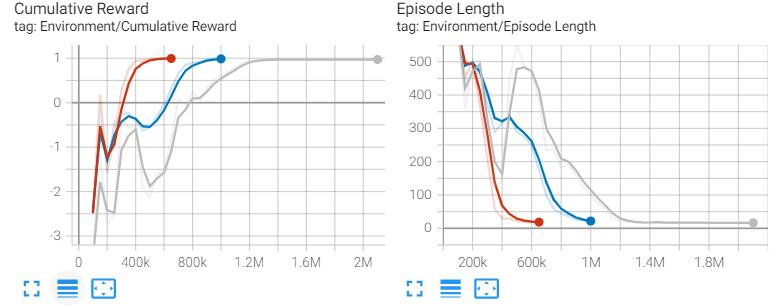 Cumulative Reward
tag: Environment/Cumulative Reward
1
0
-1
-2
-3
0 400k 800k 1.2M 1.6M 2M
Episode Length
tag: Environment/Episode Length
500
400
300
200
100
0
200k 600k 1M 1.4M 1.8M